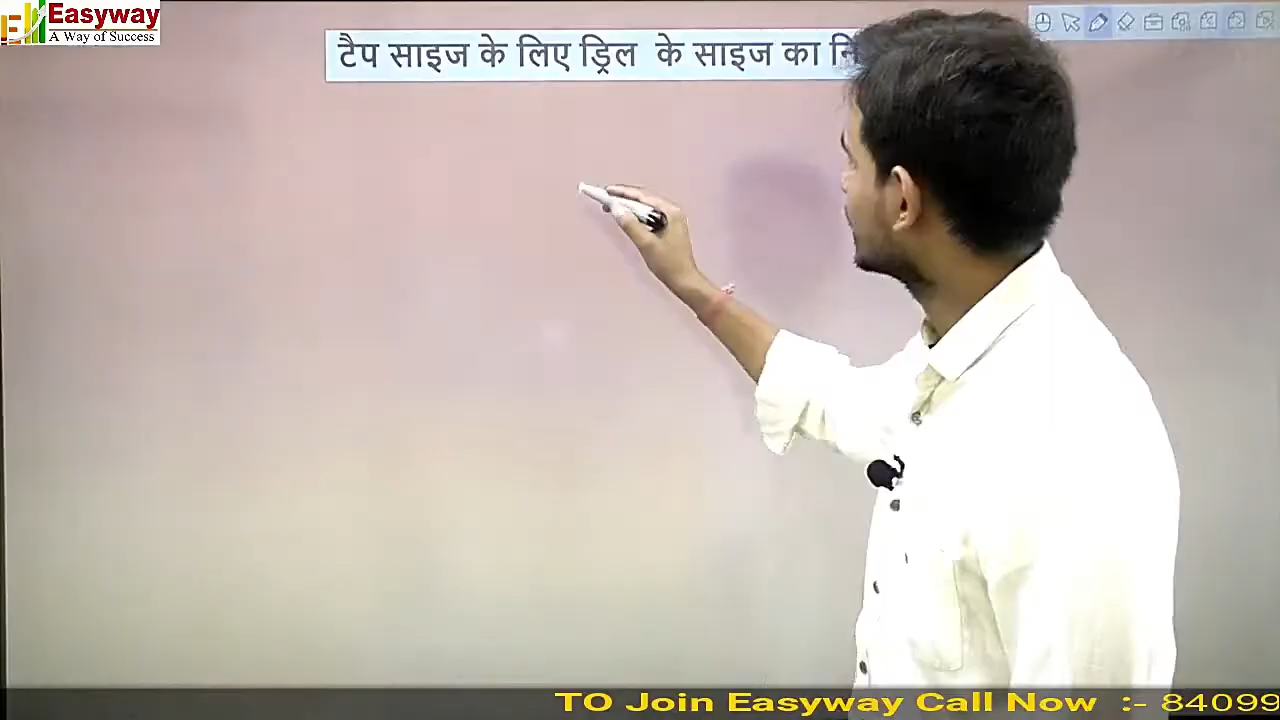 Easyway
A Way of Success
टैप साइज के लिए ड्रिल के साइज का
TO Join Easyway Call Now :- 84099